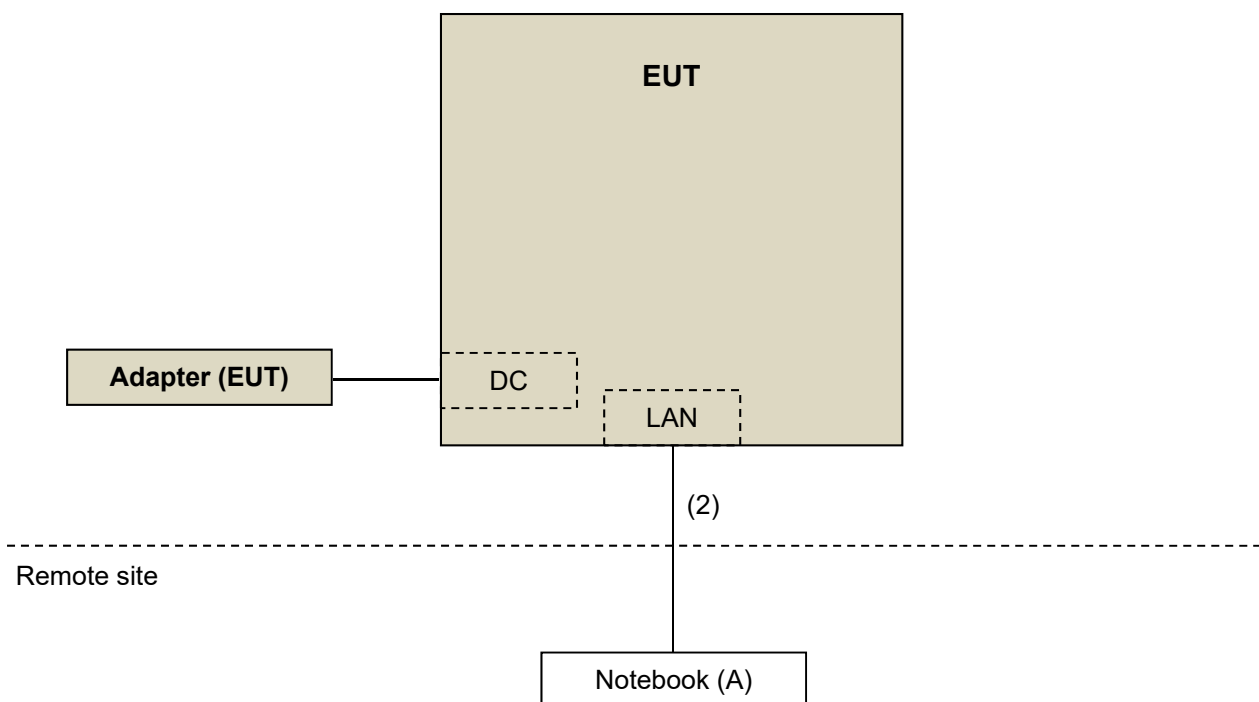 EUT
Adapter (EUT)
DC
LAN
(2)
Remote site
Notebook (A)